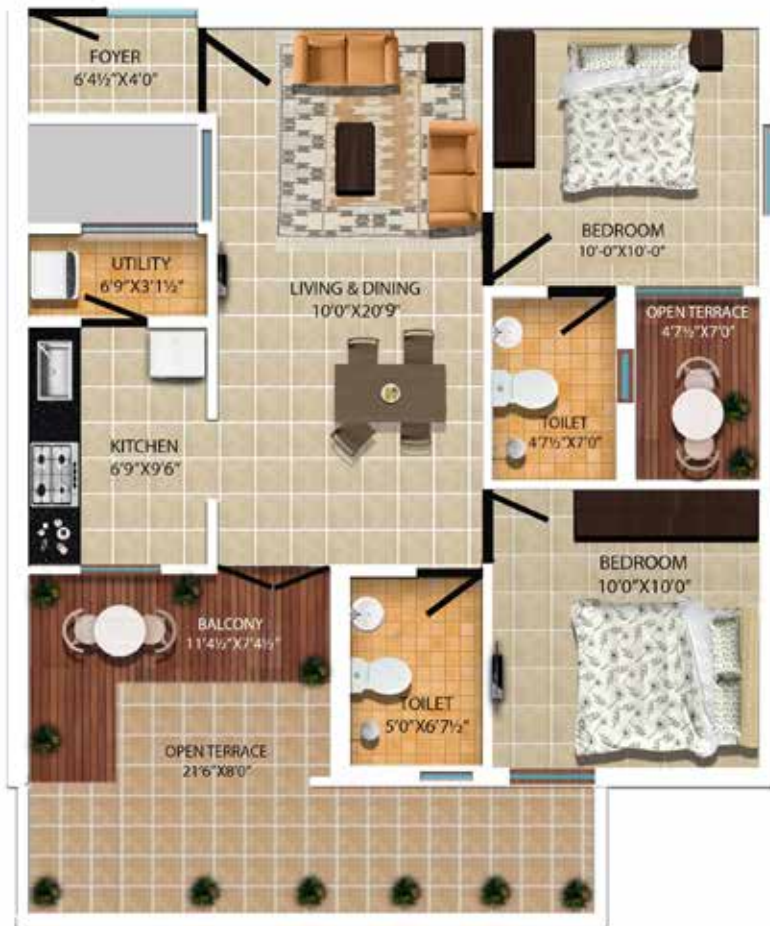 FOYER
6'4½"X4'0"
UTILITY
6'9"X3'1½"
LIVING & DINING
10'0"X20'9"
BEDROOM
10'-0"X10'-0"
OPEN TERRACE
4'7½"X7'0"
TOILET
4'7½"X7'0"
KITCHEN
6'9"X9'6"
BEDROOM
10'0"X10'0"
BALCONY
11'4½"X7'4½"
TOILET
5'0"X6'7½"
OPEN TERRACE
21'6"X8'0"